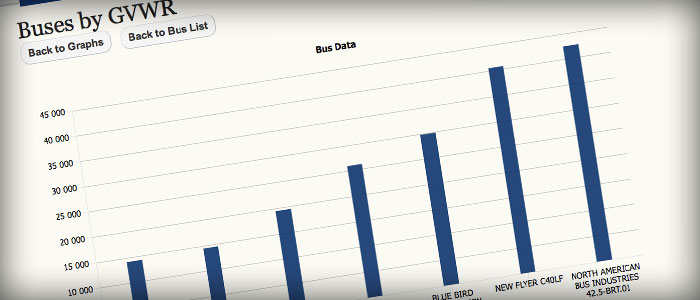 Buses by GVWR
Back to Graphs
Back to Bus List
Bus Data
45 000
40 000
35 000
30 000
25 000
20 000
15 000
10 000
BLUE BIRD
NEW FLYER C40LF
NORTH AMERICAN
BUS INDUSTRIES
42.5-BRT.01